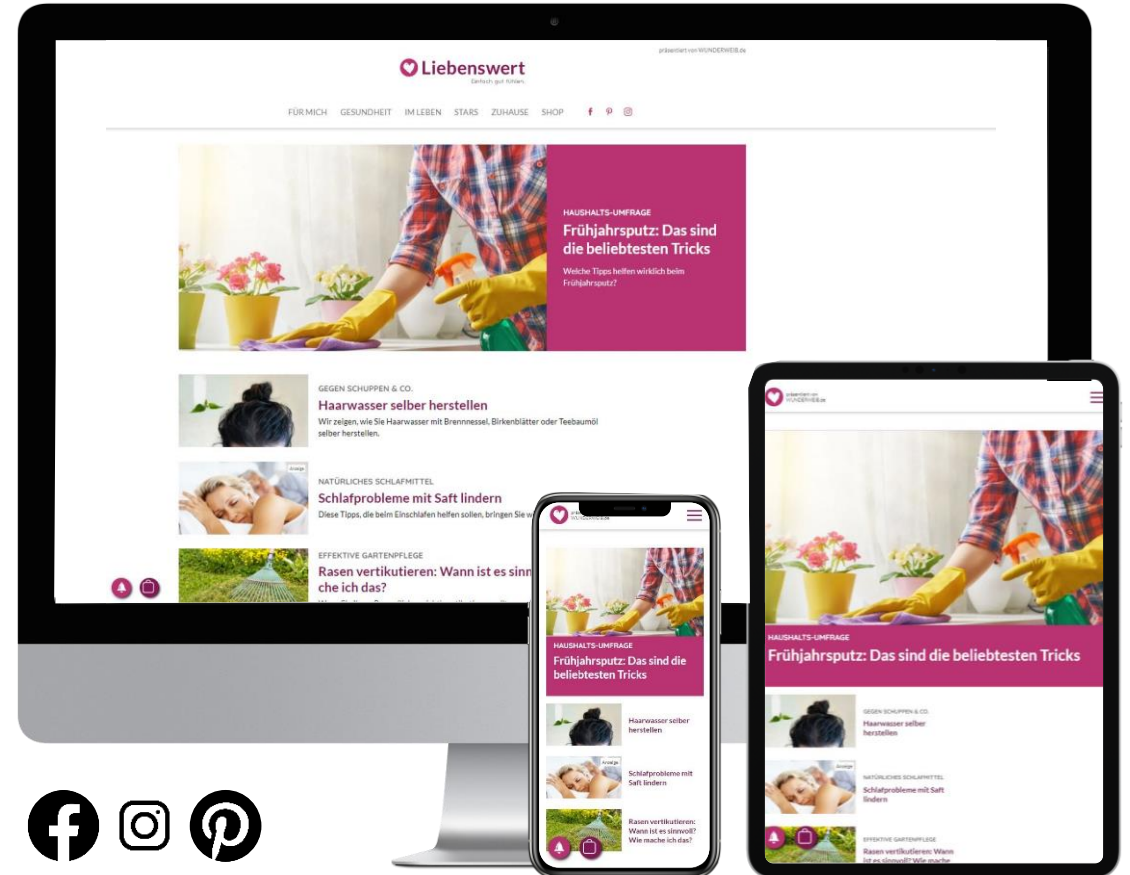 präsentiert von WUNDERWEIB.de
Liebenswert
Einfach gut fühlen.
FÜR MICH GESUNDHEIT IM LEBEN STARS ZUHAUSE SHOP
HAUSHALTS-UMFRAGE
Frühjahrsputz: Das sind
die beliebtesten Tricks
Welche Tipps helfen wirklich beim
Frühjahrsputz?
GEGEN SCHUPPEN & CO.
Haarwasser selber herstellen
Wir zeigen, wie Sie Haarwasser mit Brennnessel, Birkenblätter oder Teebaumöl
selber herstellen.
Anzeige
NATÜRLICHES SCHLAFMITTEL
Schlafprobleme mit Saft lindern
Diese Tipps, die beim Einschlafen helfen sollen, bringen Sie w
EFFEKTIVE GARTENPFLEGE
Rasen vertikutieren: Wann ist es sinn
che ich das?
WUNDERWEIB.de
HAUSHALTS-UMFRAGE
Frühjahrsputz: Das sind die
beliebtesten Tricks
Haarwasser selber
herstellen
Anzeige
Schlafprobleme mit
Saft lindern
Rasen vertikutieren:
Wann ist es sinnvoll?
Wie mache ich das?
präsentiert von
WUNDERWEIB.de
HAUSHALTS-UMFRAGE
Frühjahrsputz: Das sind die beliebtesten Tricks
GEGEN SCHUPPEN & CO.
Haarwasser selber
herstellen
Anzeige
NATÜRLICHES SCHLAFMITTEL
Schlafprobleme mit Saft
lindern
EFFEKTIVE GARTENPFLEGE
Rasen vertikutieren: Wann
ist es sinnvoll? Wie mache